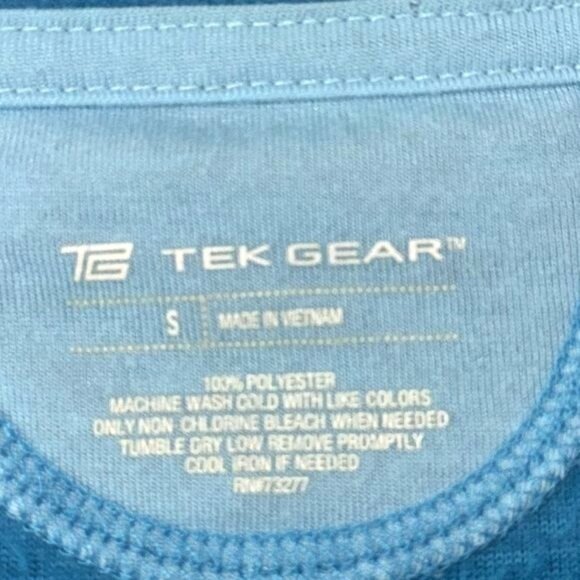 TG TEK GEAR™
S MADE IN VIETNAM
100% POLYESTER
MACHINE WASH COLD WITH LIKE COLORS
ONLY NON CHLORINE BLEACH WHEN NEEDED
TUMBLE DRY LOW REMOVE PROMPTLY
COOL IRON IF NEEDED
RN#73277